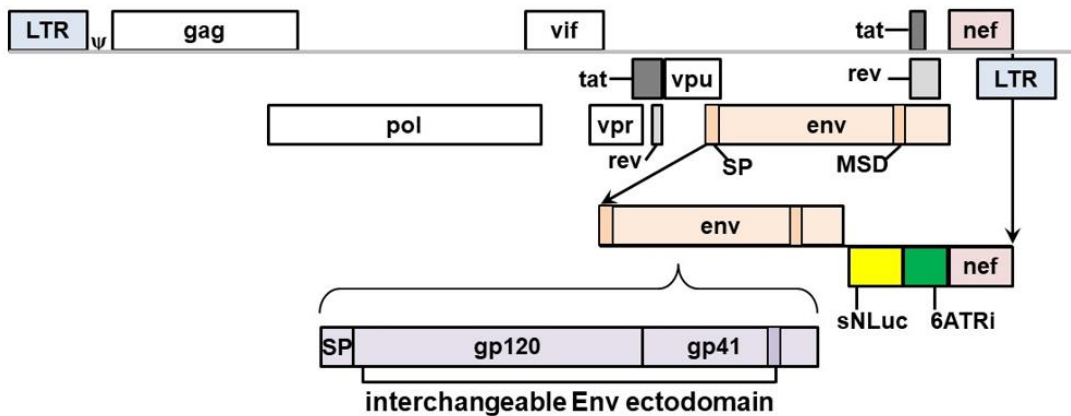 LTR ψ gag vif tat nef
tat vpu rev LTR
pol vpr env
rev SP MSD
env
nef
sNLuc 6ATRi
SP gp120 gp41
interchangeable Env ectodomain